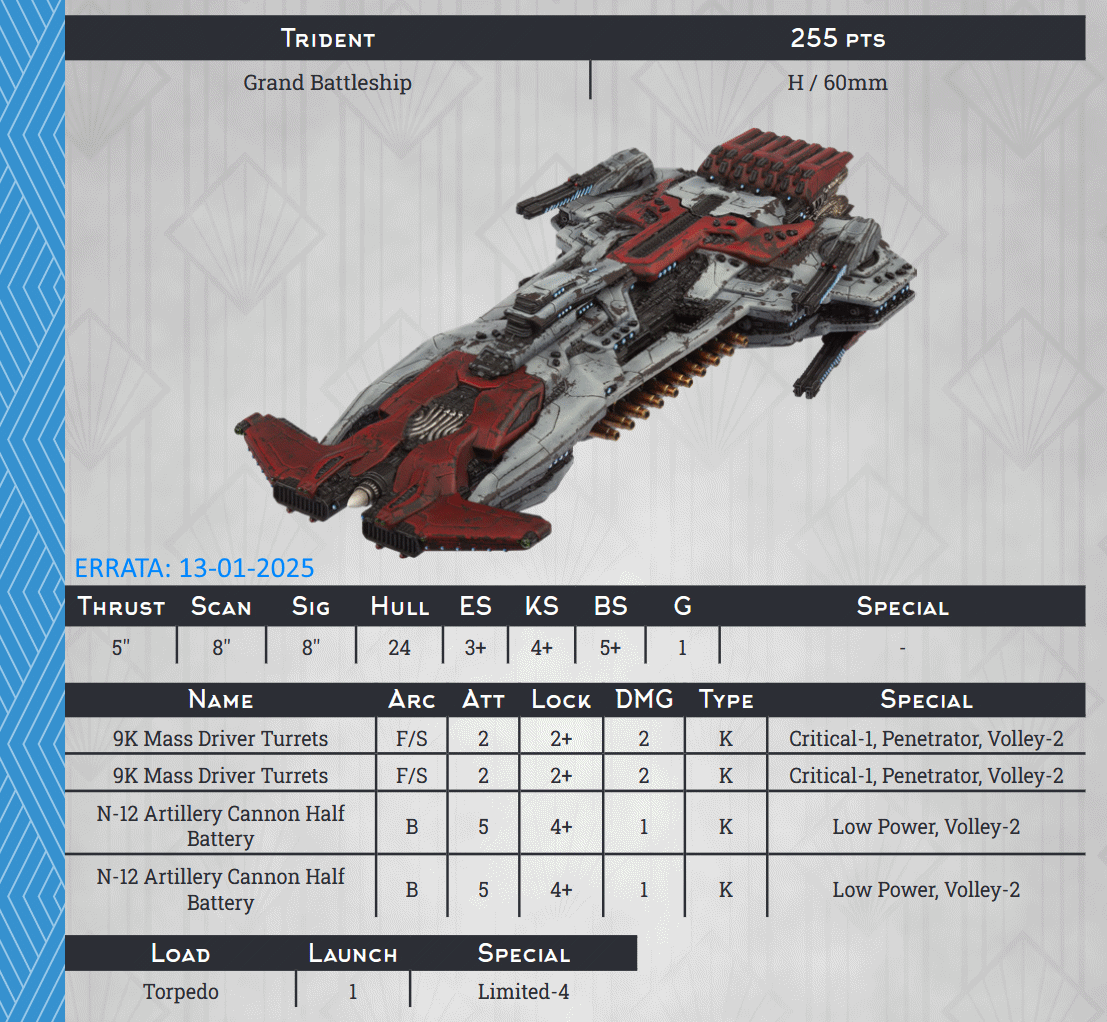 Trident 255 pts
Grand Battleship H / 60mm
ERRATA: 13-01-2025
Thrust Scan Sig Hull ES KS BS G Special
5" 8" 8" 24 3+ 4+ 5+ 1 -
Name Arc Att Lock DMG Type Special
9K Mass Driver Turrets F/S 2 2+ 2 K Critical-1, Penetrator, Volley-2
9K Mass Driver Turrets F/S 2 2+ 2 K Critical-1, Penetrator, Volley-2
N-12 Artillery Cannon Half
Battery B 5 4+ 1 K Low Power, Volley-2
N-12 Artillery Cannon Half
Battery B 5 4+ 1 K Low Power, Volley-2
Load Launch Special
Torpedo 1 Limited-4